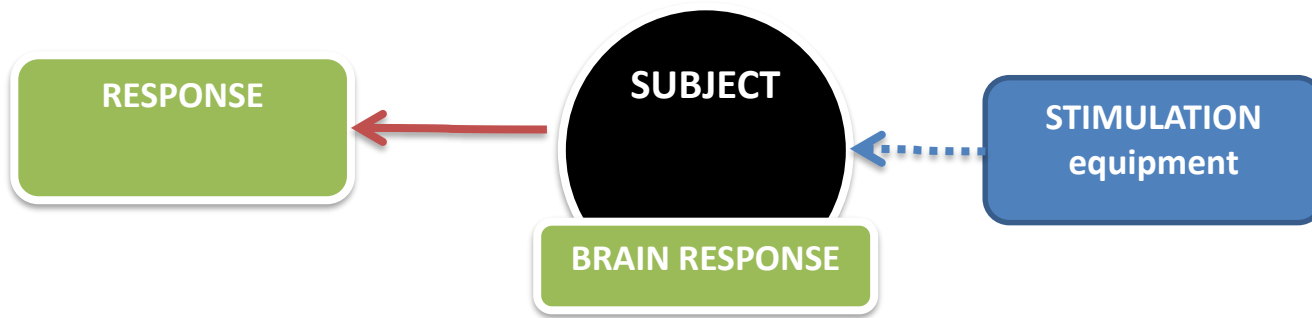 RESPONSE
SUBJECT
STIMULATION
equipment
BRAIN RESPONSE